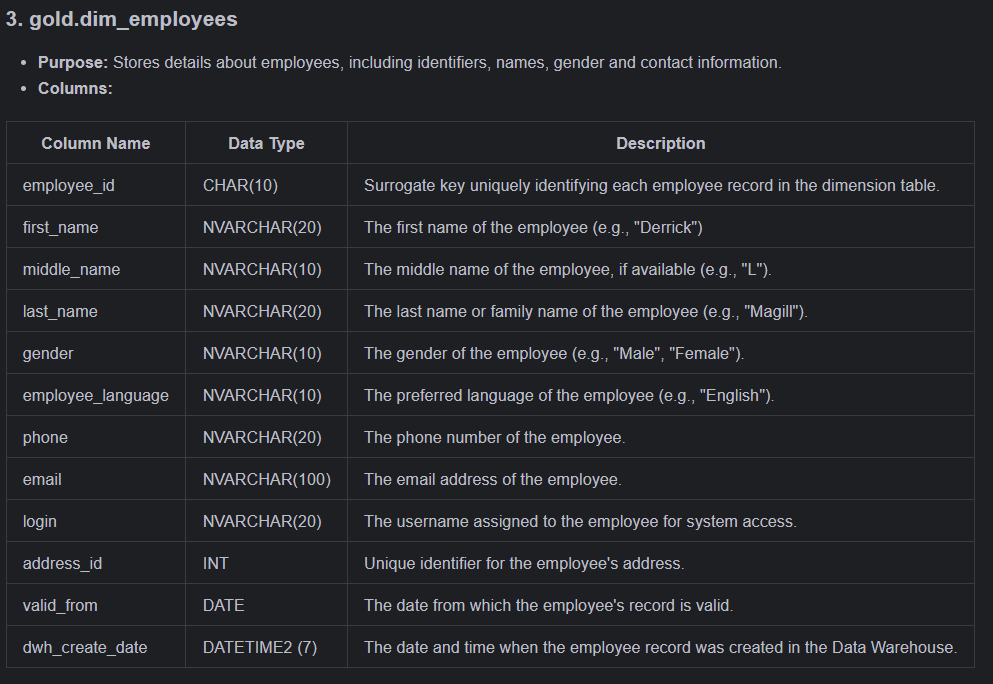 3. gold.dim_employees
• Purpose: Stores details about employees, including identifiers, names, gender and contact information.
• Columns:
Column Name Data Type Description
employee_id CHAR(10) Surrogate key uniquely identifying each employee record in the dimension table.
first_name NVARCHAR(20) The first name of the employee (e.g., "Derrick")
middle_name NVARCHAR(10) The middle name of the employee, if available (e.g., "L").
last_name NVARCHAR(20) The last name or family name of the employee (e.g., "Magill").
gender NVARCHAR(10) The gender of the employee (e.g., "Male", "Female").
employee_language NVARCHAR(10) The preferred language of the employee (e.g., "English").
phone NVARCHAR(20) The phone number of the employee.
email NVARCHAR(100) The email address of the employee.
login NVARCHAR(20) The username assigned to the employee for system access.
address_id INT Unique identifier for the employee's address.
valid_from DATE The date from which the employee's record is valid.
dwh_create_date DATETIME2 (7) The date and time when the employee record was created in the Data Warehouse.